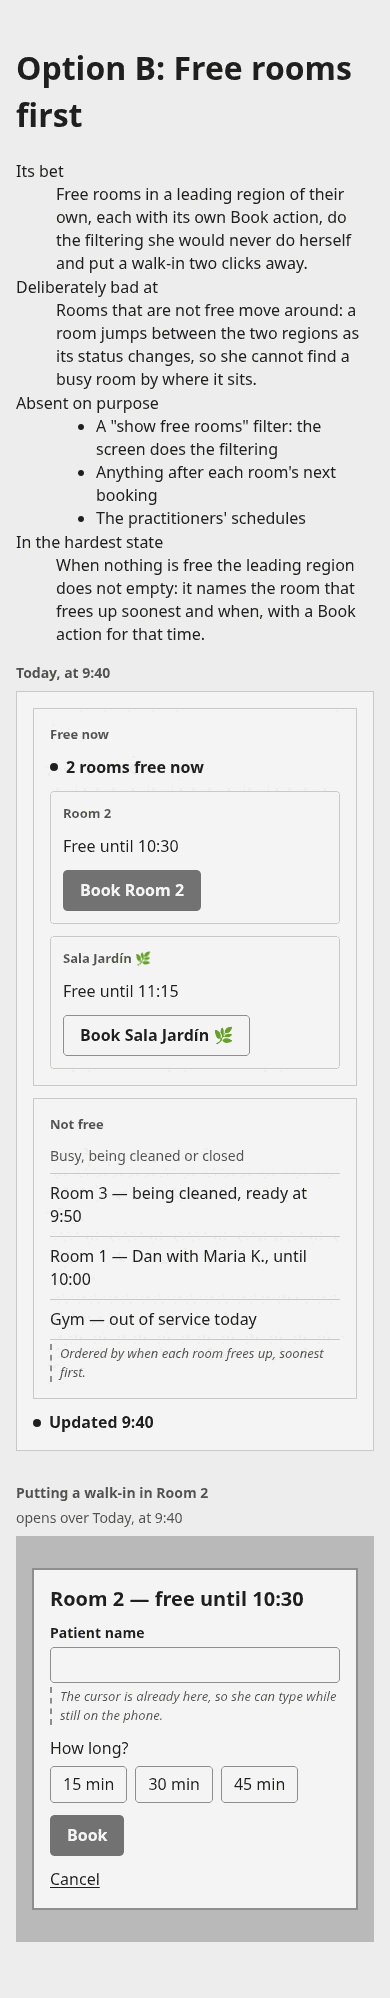 Option B: Free rooms
first
Its bet
Free rooms in a leading region of their
own, each with its own Book action, do
the filtering she would never do herself
and put a walk-in two clicks away.
Deliberately bad at
Rooms that are not free move around: a
room jumps between the two regions as
its status changes, so she cannot find a
busy room by where it sits.
Absent on purpose
• A "show free rooms" filter: the
screen does the filtering
• Anything after each room's next
booking
• The practitioners' schedules
In the hardest state
When nothing is free the leading region
does not empty: it names the room that
frees up soonest and when, with a Book
action for that time.
Today, at 9:40
Free now
2 rooms free now
Room 2
Free until 10:30
Book Room 2
Sala Jardín 🌿
Free until 11:15
Book Sala Jardín 🌿
Not free
Busy, being cleaned or closed
Room 3 — being cleaned, ready at
9:50
Room 1 — Dan with Maria K., until
10:00
Gym — out of service today
Ordered by when each room frees up, soonest
first.
Updated 9:40
Putting a walk-in in Room 2
opens over Today, at 9:40
Room 2 — free until 10:30
Patient name
The cursor is already here, so she can type while
still on the phone.
How long?
15 min 30 min 45 min
Book
Cancel